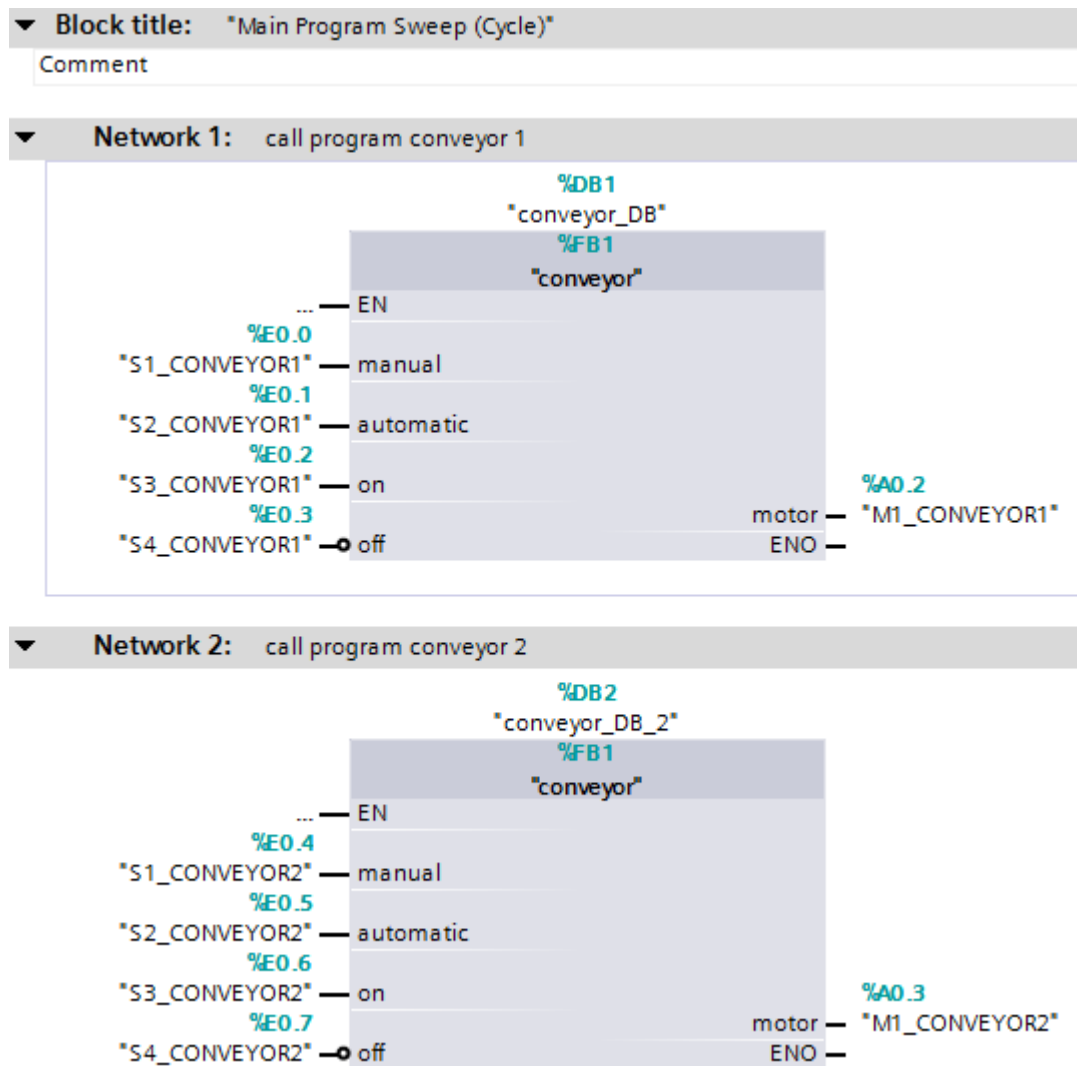 Block title: "Main Program Sweep (Cycle)"
Comment
Network 1: call program conveyor 1
%DB1
"conveyor_DB"
%FB1
"conveyor"
... EN
%E0.0
"S1_CONVEYOR1" manual
%E0.1
"S2_CONVEYOR1" automatic
%E0.2
"S3_CONVEYOR1" on
%A0.2
%E0.3
motor "M1_CONVEYOR1"
"S4_CONVEYOR1" off ENO
Network 2: call program conveyor 2
%DB2
"conveyor_DB_2"
%FB1
"conveyor"
... EN
%E0.4
"S1_CONVEYOR2" manual
%E0.5
"S2_CONVEYOR2" automatic
%E0.6
"S3_CONVEYOR2" on
%A0.3
%E0.7
motor "M1_CONVEYOR2"
"S4_CONVEYOR2" off ENO